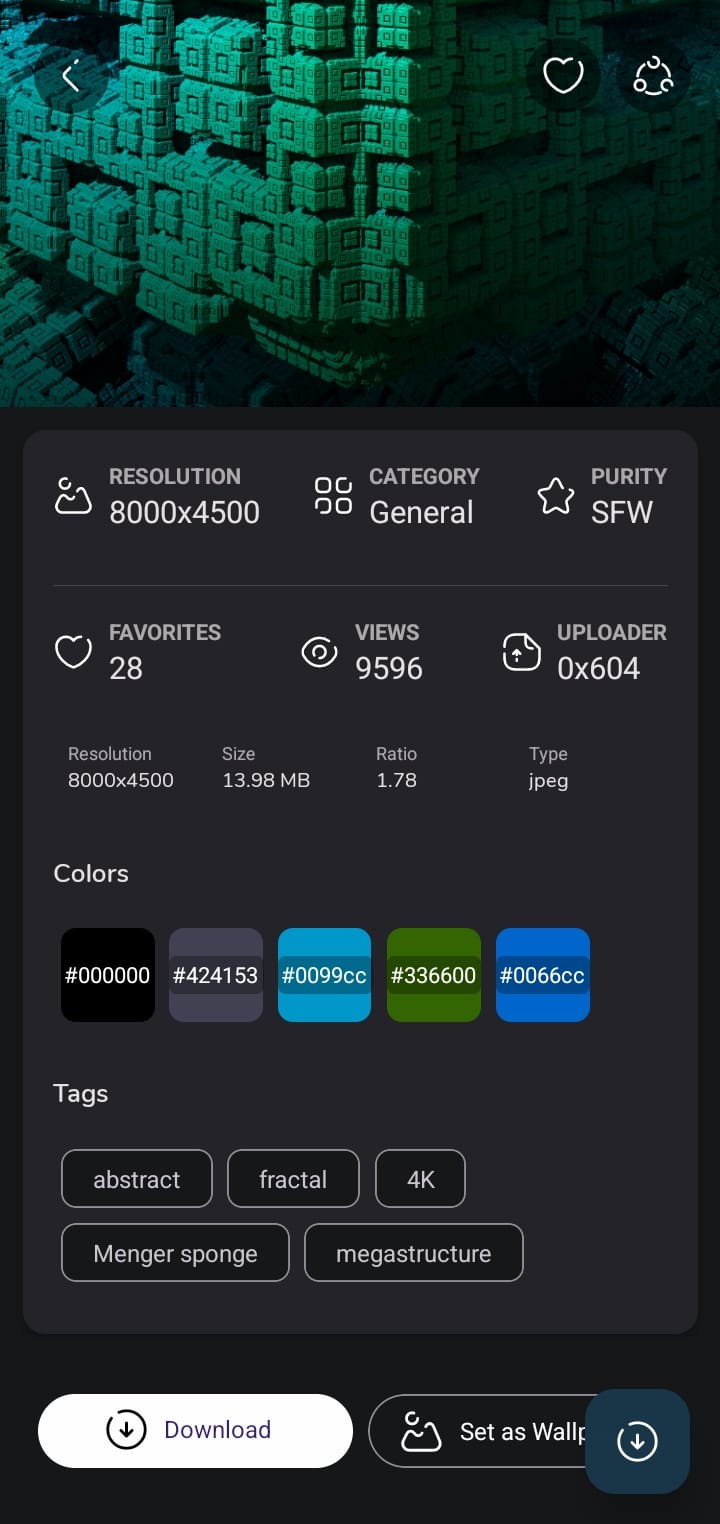 RESOLUTION
8000x4500
CATEGORY
General
PURITY
SFW
FAVORITES
28
VIEWS
9596
UPLOADER
0x604
Resolution
8000x4500
Size
13.98 MB
Ratio
1.78
Type
jpeg
Colors
#000000 #424153 #0099cc #336600 #0066cc
Tags
abstract fractal 4K
Menger sponge megastructure
Download Set as Wallp